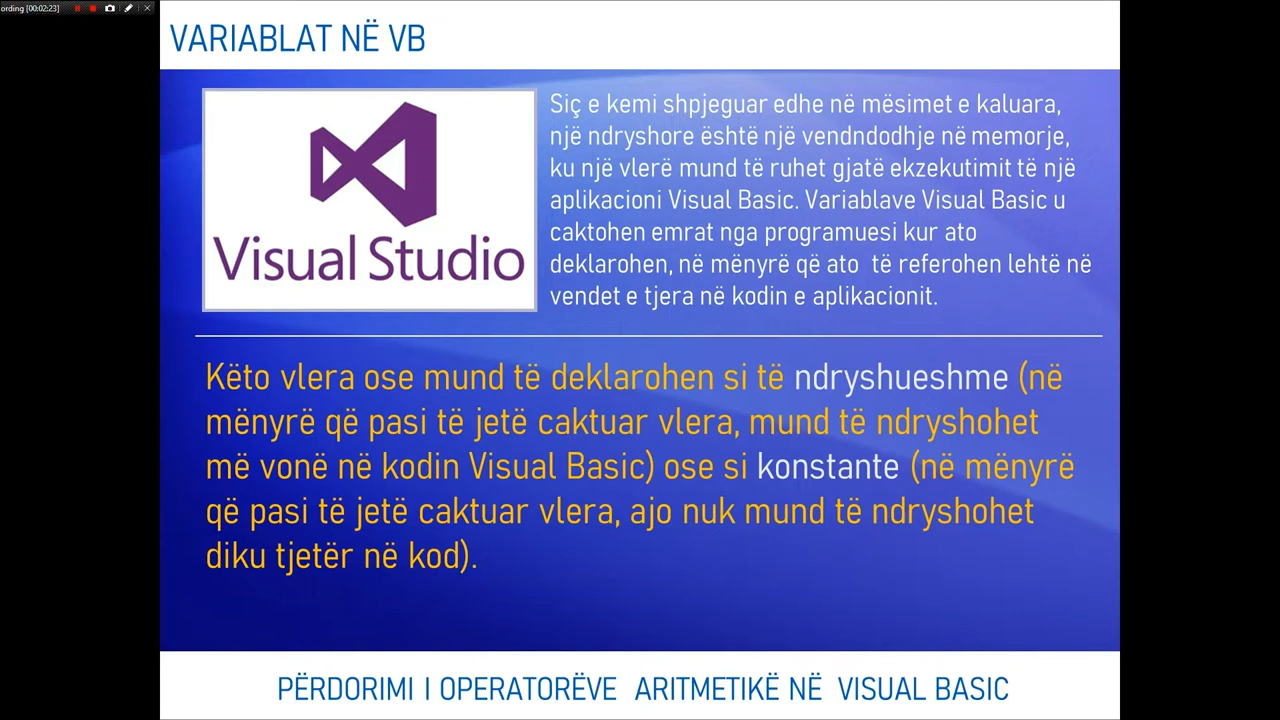 ording [00:02:23]
VARIABLAT NË VB
Visual Studio
Siç e kemi shpjeguar edhe në mësimet e kaluara,
një ndryshore është një vendndodhje në memorje,
ku një vlerë mund të ruhet gjatë ekzekutimit të një
aplikacioni Visual Basic. Variablave Visual Basic u
caktohen emrat nga programuesi kur ato
deklarohen, në mënyrë që ato  të referohen lehtë në
vendet e tjera në kodin e aplikacionit.
Këto vlera ose mund të deklarohen si të ndryshueshme (në
mënyrë që pasi të jetë caktuar vlera, mund të ndryshohet
më vonë në kodin Visual Basic) ose si konstante (në mënyrë
që pasi të jetë caktuar vlera, ajo nuk mund të ndryshohet
diku tjetër në kod).
PËRDORIMI I OPERATORËVE  ARITMETIKË NË  VISUAL BASIC